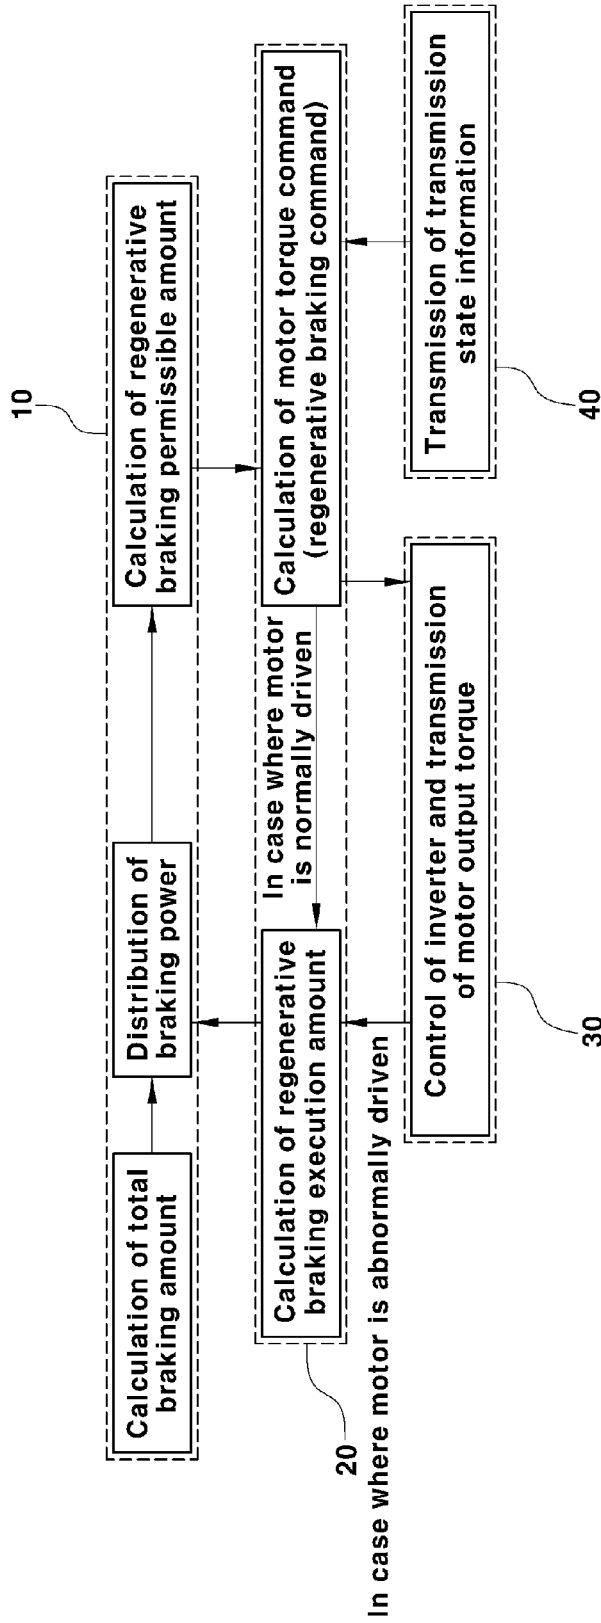 10
Calculation of total
braking amount
Distribution of
braking power
Calculation of regenerative
braking permissible amount
Calculation of regenerative
braking execution amount
In case where motor
is normally driven
Calculation of motor torque command
(regenerative braking command)
20
In case where motor is abnormally driven
Control of inverter and transmission
of motor output torque
Transmission of transmission
state information
30
40